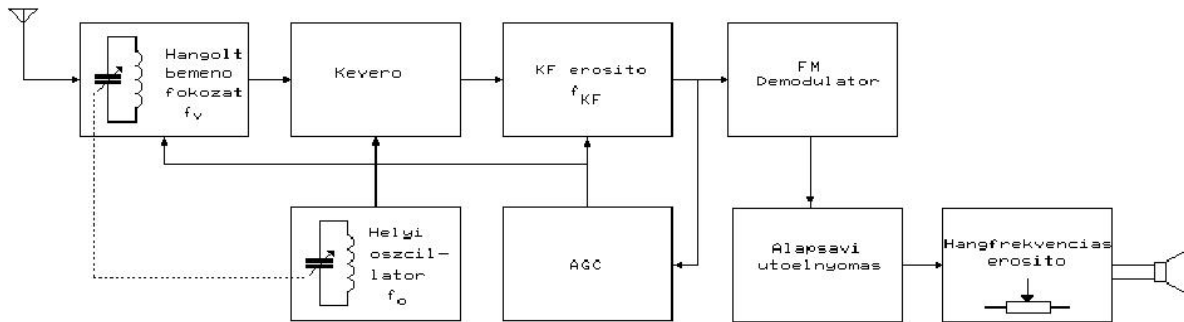 Hangolt
bemeno
fokozat
fv
Kevero
KF erosito
fKF
FM
Demodulator
Helyi
oszcil-
lator
fo
AGC
Alapsavi
utoelnyomas
Hangfrekvencias
erosito